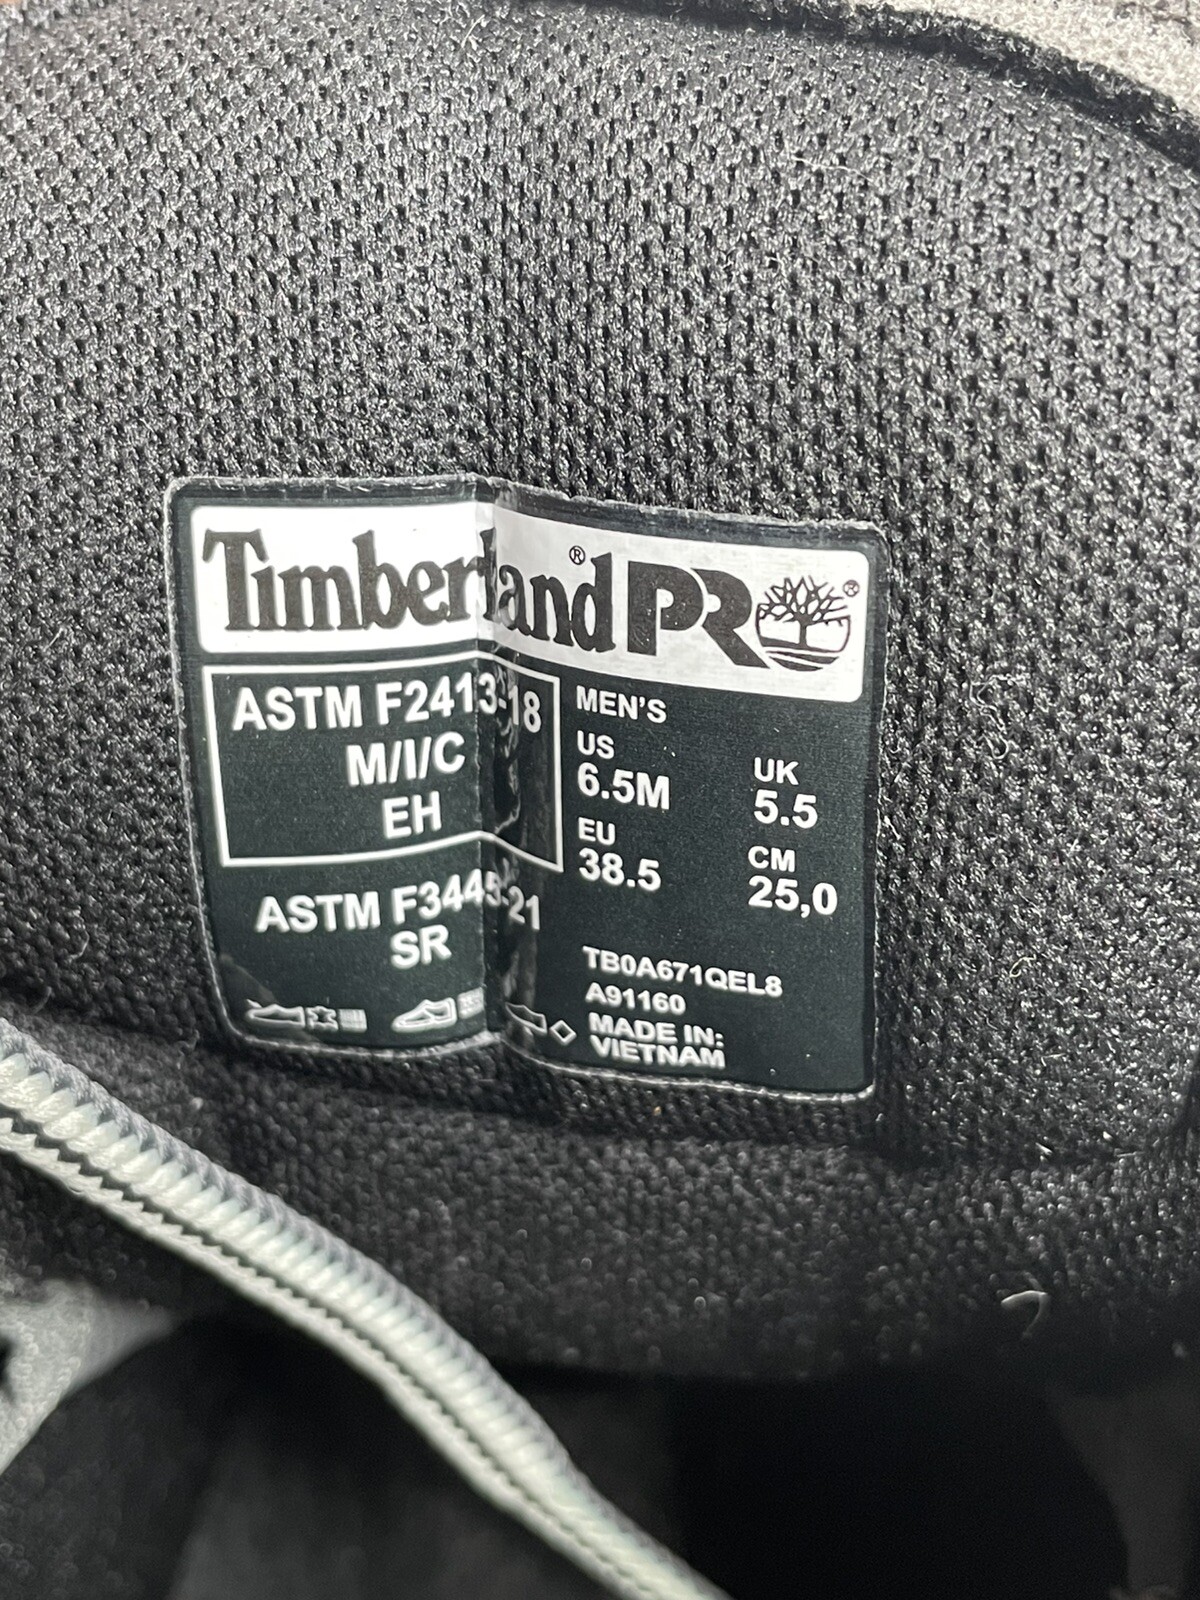 Timberland® PRO®
ASTM F2413-18
M/I/C
EH
ASTM F3445-21
SR
MEN'S
US
6.5M
UK
5.5
EU
38.5
CM
25,0
TB0A671QEL8
A91160
MADE IN:
VIETNAM